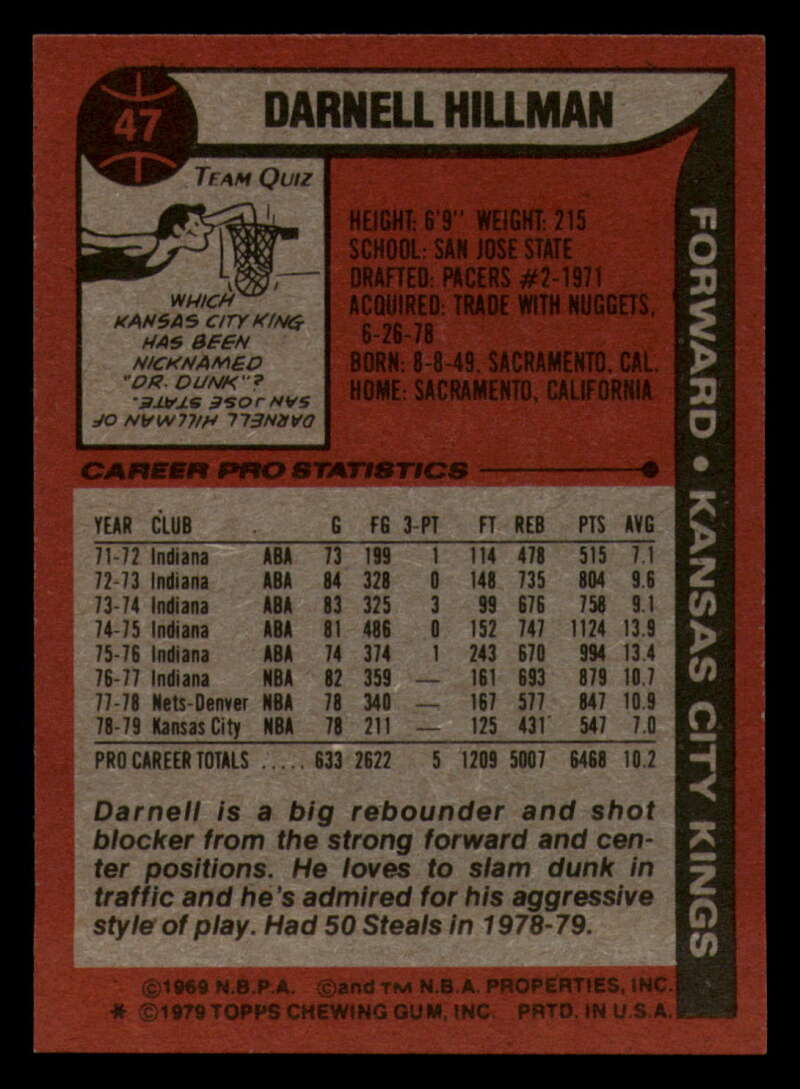 47
DARNELL HILLMAN
TEAM QUIZ
WHICH
KANSAS CITY KING
HAS BEEN
NICKNAMED
"DR. DUNK"?
DARNELL HILLMAN OF
SAN JOSE STATE.
HEIGHT: 6'9" WEIGHT: 215
SCHOOL: SAN JOSE STATE
DRAFTED: PACERS #2-1971
ACQUIRED: TRADE WITH NUGGETS,
6-26-78
BORN: 8-8-49, SACRAMENTO, CAL.
HOME: SACRAMENTO, CALIFORNIA
FORWARD • KANSAS CITY KINGS
CAREER PRO STATISTICS
YEAR CLUB G FG 3-PT FT REB PTS AVG
71-72 Indiana ABA 73 199 1 114 478 515 7.1
72-73 Indiana ABA 84 328 0 148 735 804 9.6
73-74 Indiana ABA 83 325 3 99 676 758 9.1
74-75 Indiana ABA 81 486 0 152 747 1124 13.9
75-76 Indiana ABA 74 374 1 243 670 994 13.4
76-77 Indiana NBA 82 359 — 161 693 879 10.7
77-78 Nets-Denver NBA 78 340 — 167 577 847 10.9
78-79 Kansas City NBA 78 211 — 125 431 547 7.0
PRO CAREER TOTALS ..... 633 2622 5 1209 5007 6468 10.2
Darnell is a big rebounder and shot
blocker from the strong forward and cen-
ter positions. He loves to slam dunk in
traffic and he's admired for his aggressive
style of play. Had 50 Steals in 1978-79.
©1969 N.B.P.A. ©and TM N.B.A. PROPERTIES, INC.
* ©1979 TOPPS CHEWING GUM, INC. PRTD. IN U.S.A.